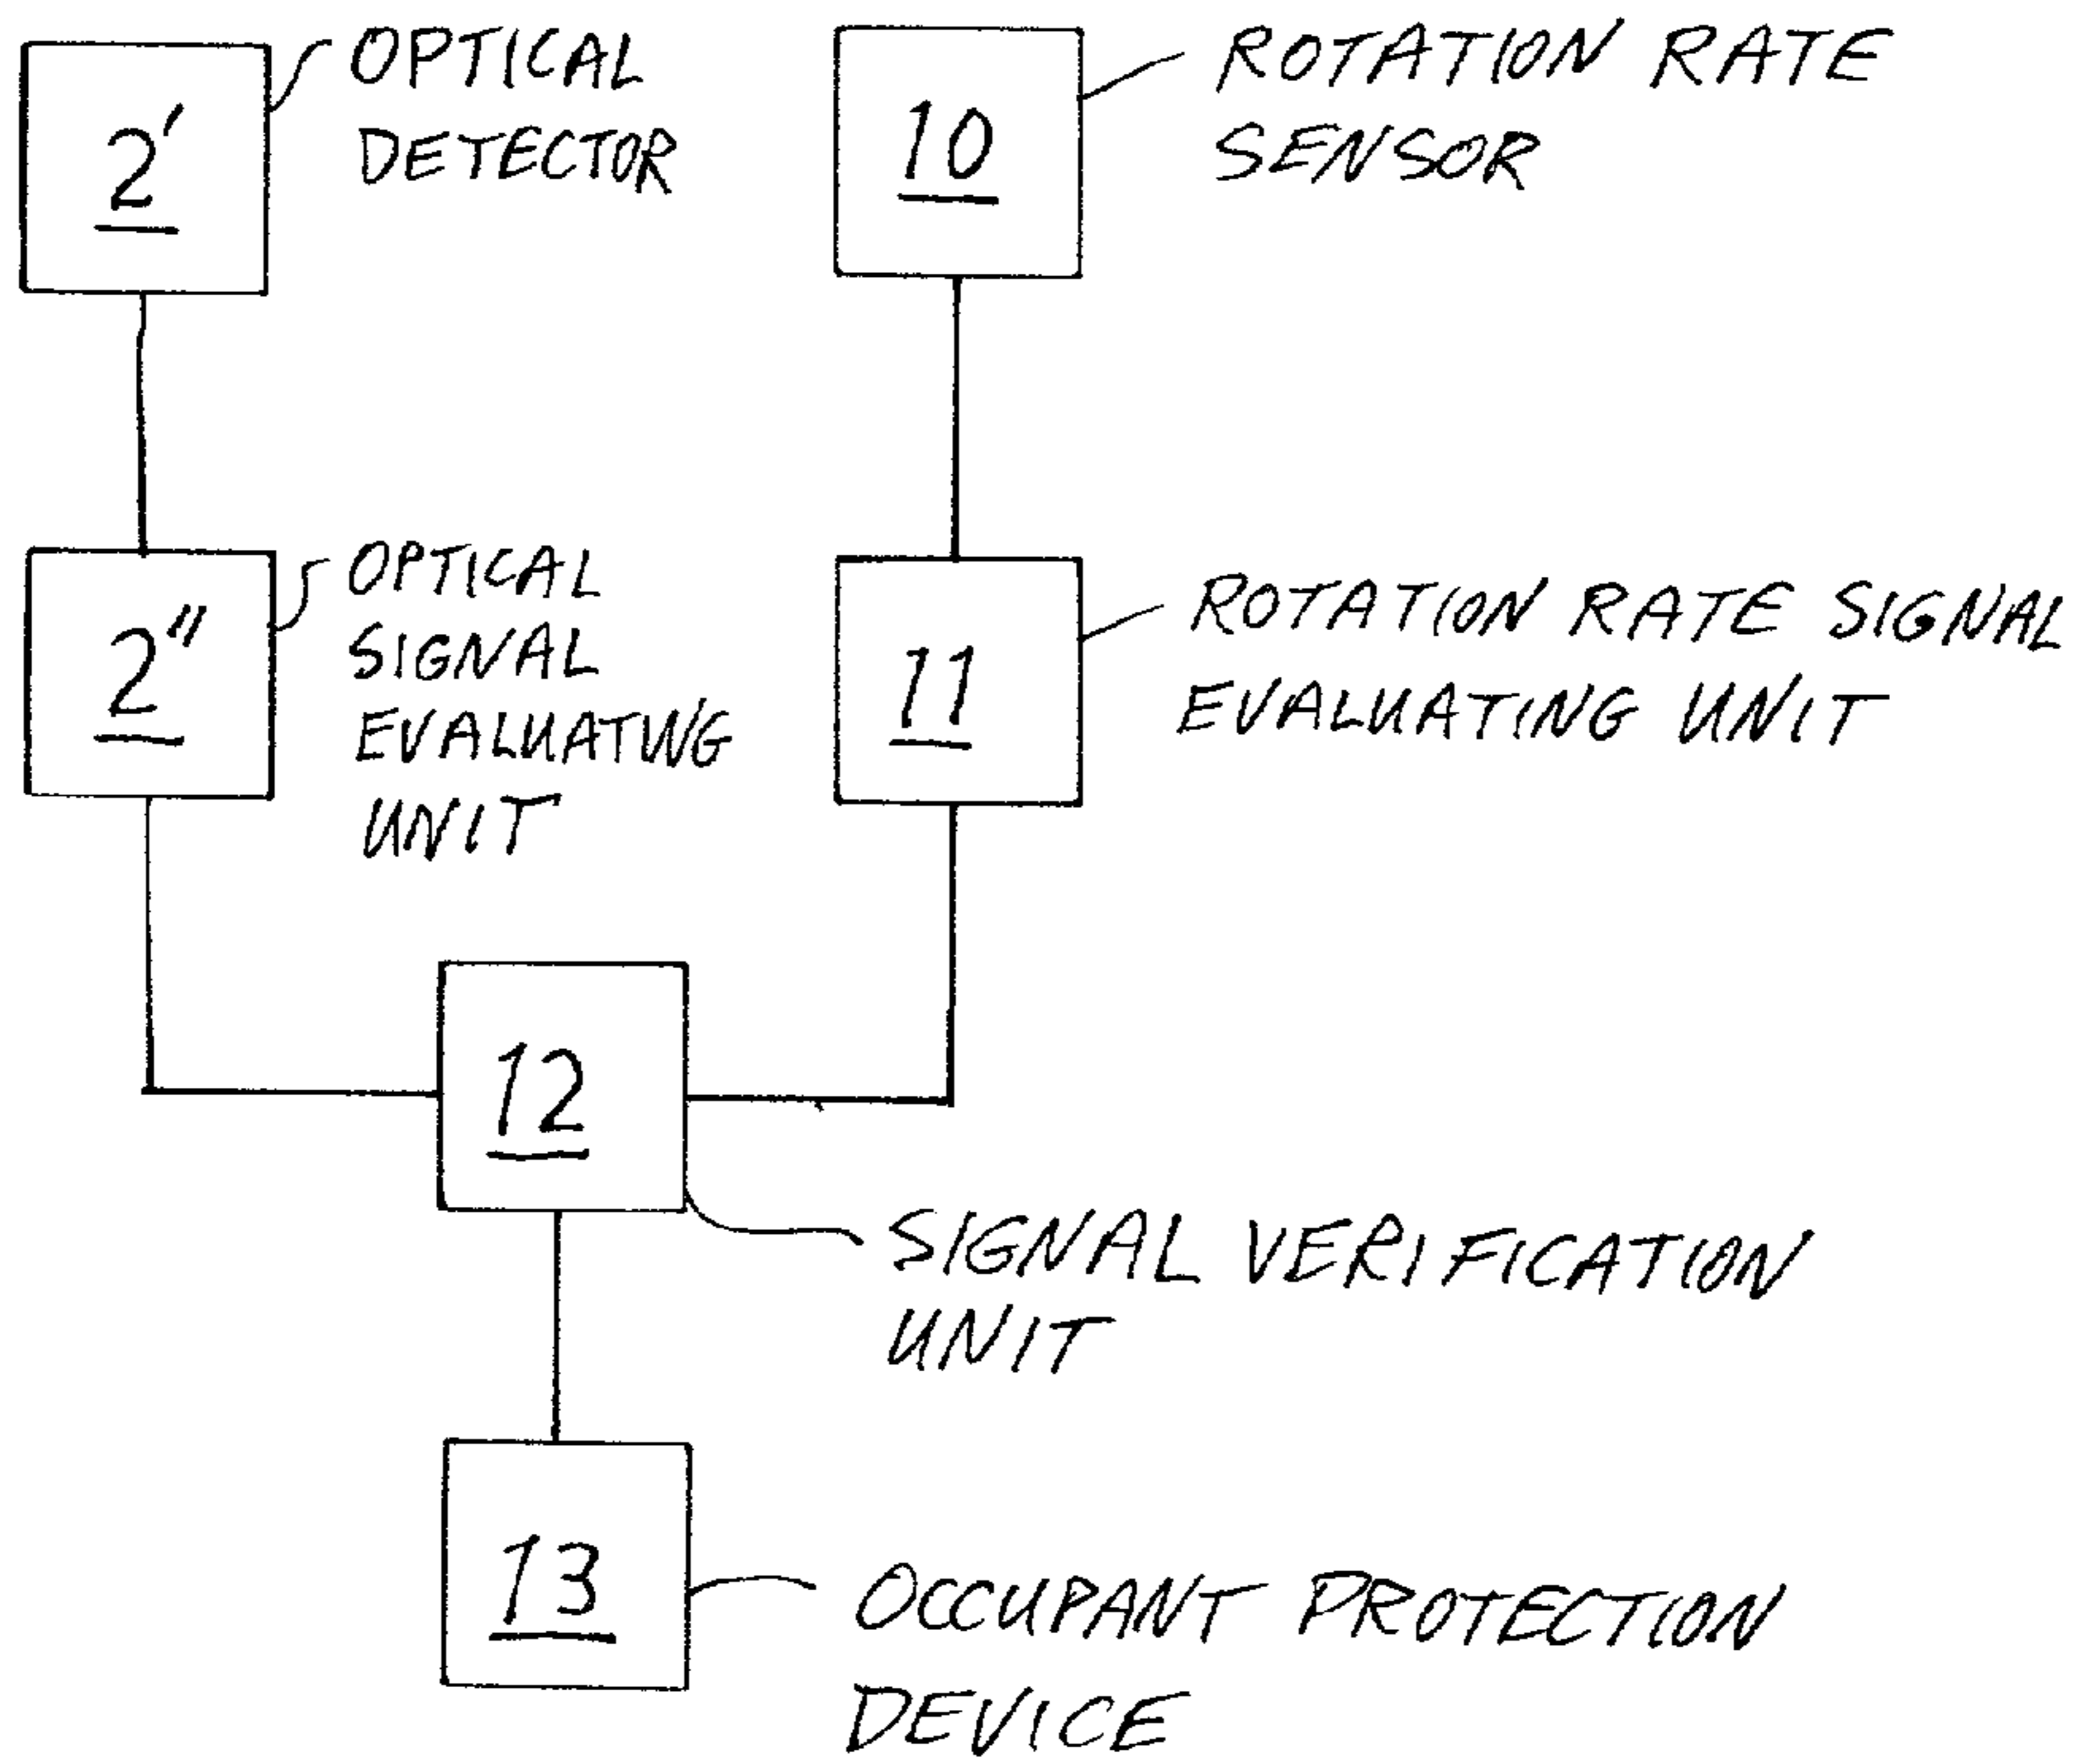 2'
OPTICAL
DETECTOR
10
ROTATION RATE
SENSOR
2"
OPTICAL
SIGNAL
EVALUATING
UNIT
11
ROTATION RATE SIGNAL
EVALUATING UNIT
12
SIGNAL VERIFICATION
UNIT
13
OCCUPANT PROTECTION
DEVICE